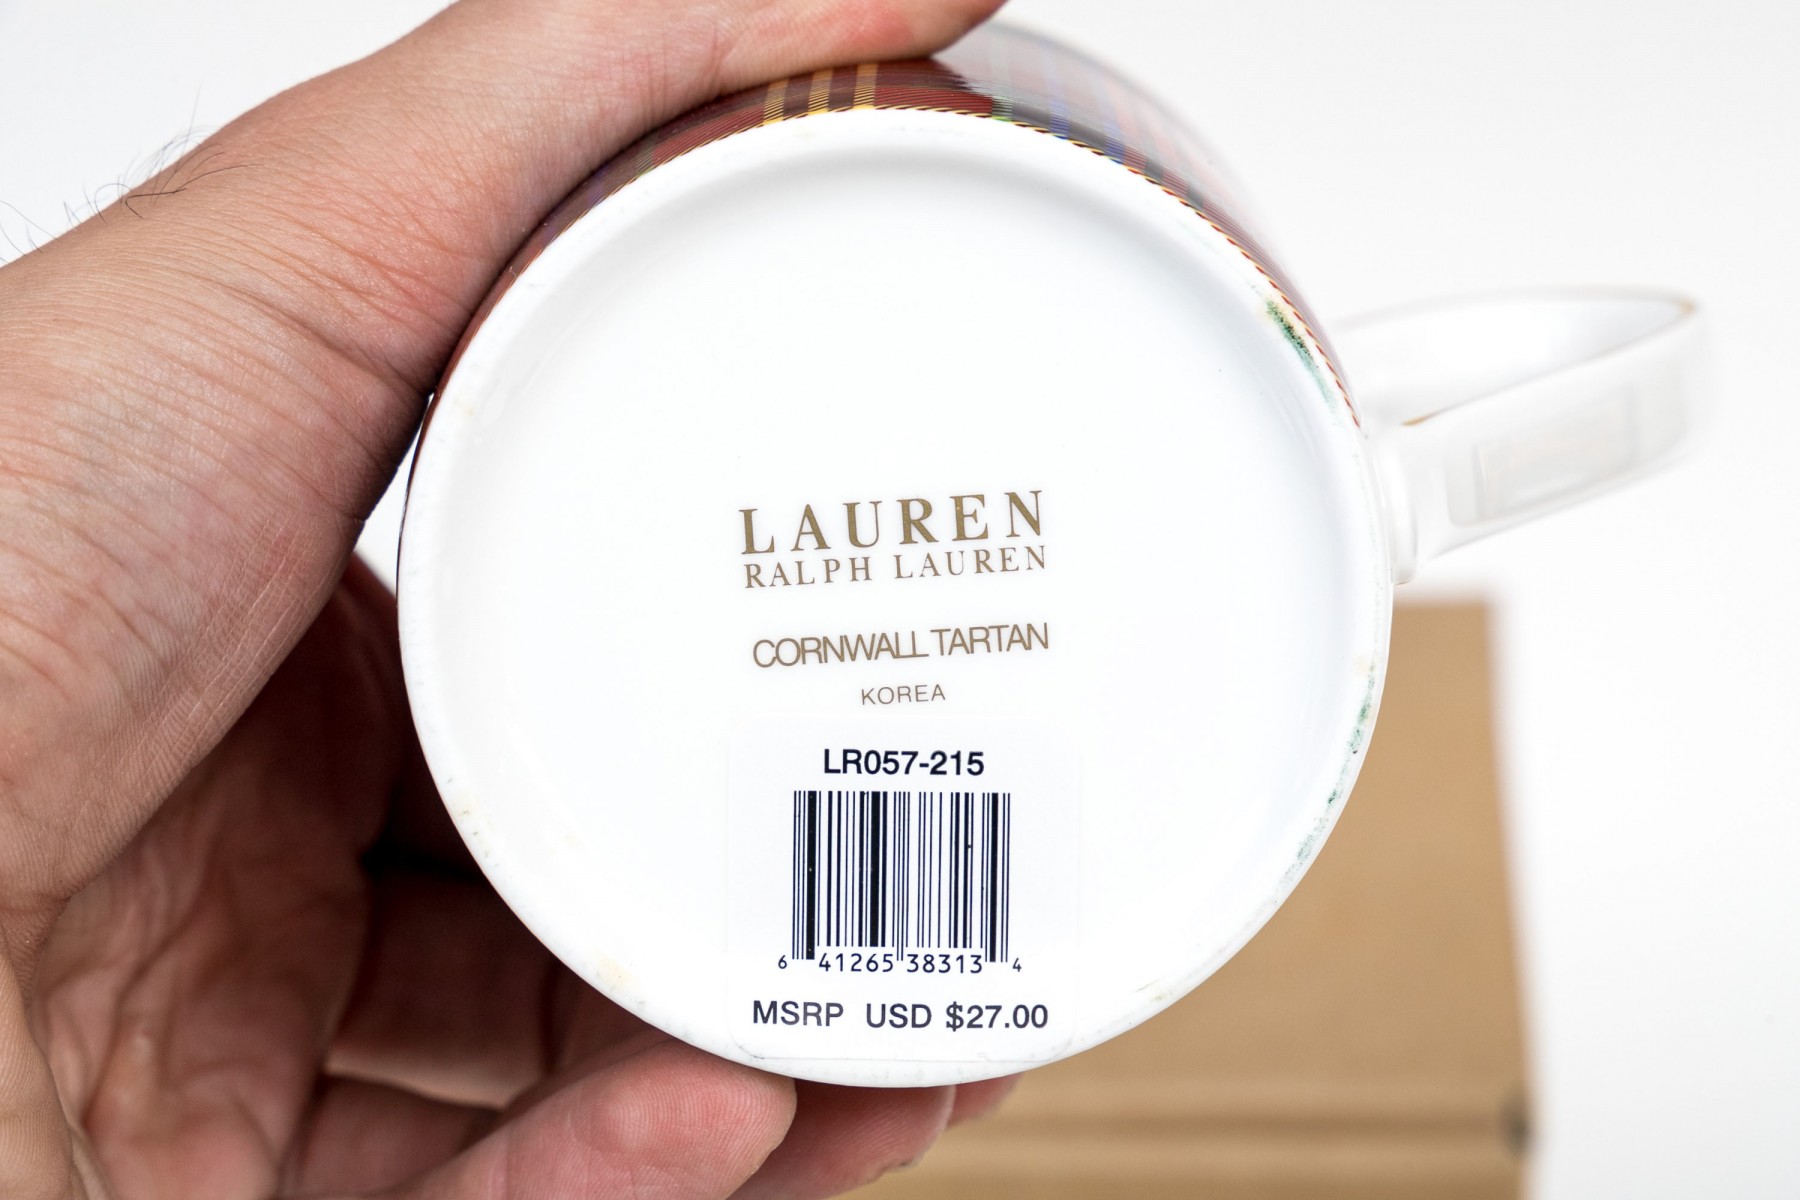 LAUREN
RALPH LAUREN
CORNWALL TARTAN
KOREA
LR057-215
6 41265 38313 4
MSRP USD $27.00